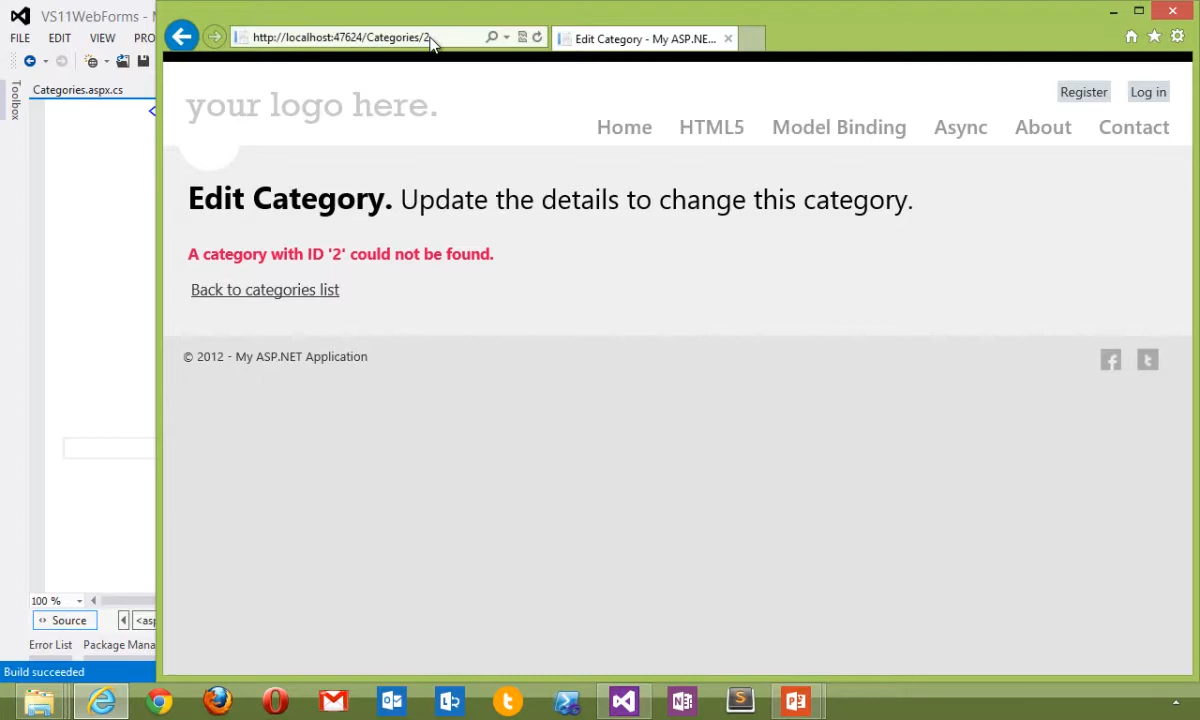 VS11WebForms -
FILE EDIT VIEW PRO
Toolbox
Categories.aspx.cs
http://localhost:47624/Categories/2
Edit Category - My ASP.NE...
Register Log in
your logo here.
Home HTML5 Model Binding Async About Contact
Edit Category. Update the details to change this category.
A category with ID '2' could not be found.
Back to categories list
© 2012 - My ASP.NET Application
100 %
Source <asp
Error List Package Mana
Build succeeded